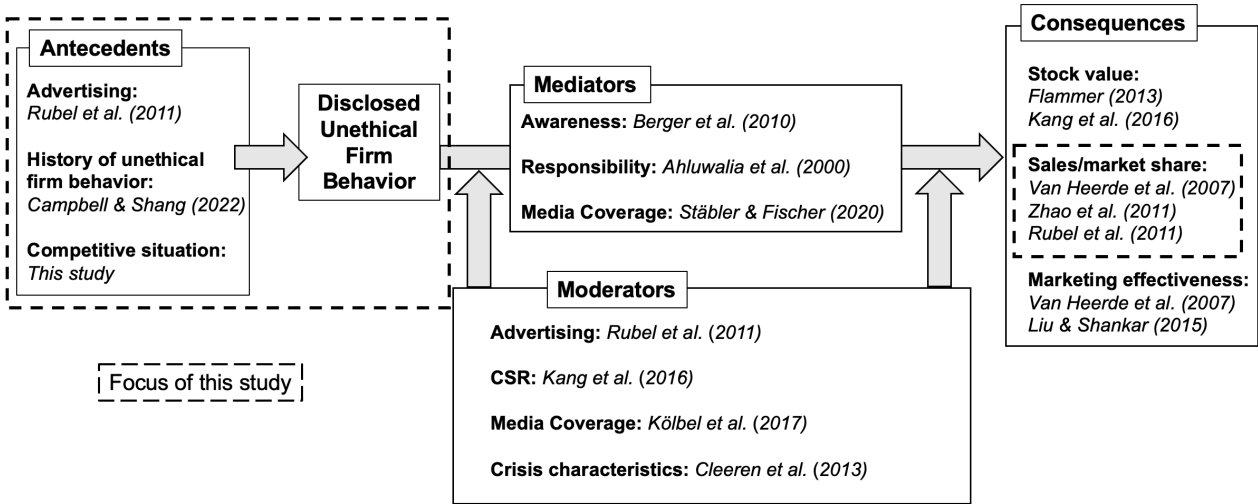 Antecedents
Advertising:
Rubel et al. (2011)
History of unethical
firm behavior:
Campbell & Shang (2022)
Competitive situation:
This study
Disclosed
Unethical
Firm
Behavior
Mediators
Awareness: Berger et al. (2010)
Responsibility: Ahluwalia et al. (2000)
Media Coverage: Stäbler & Fischer (2020)
Moderators
Advertising: Rubel et al. (2011)
CSR: Kang et al. (2016)
Media Coverage: Kölbel et al. (2017)
Crisis characteristics: Cleeren et al. (2013)
Consequences
Stock value:
Flammer (2013)
Kang et al. (2016)
Sales/market share:
Van Heerde et al. (2007)
Zhao et al. (2011)
Rubel et al. (2011)
Marketing effectiveness:
Van Heerde et al. (2007)
Liu & Shankar (2015)
Focus of this study